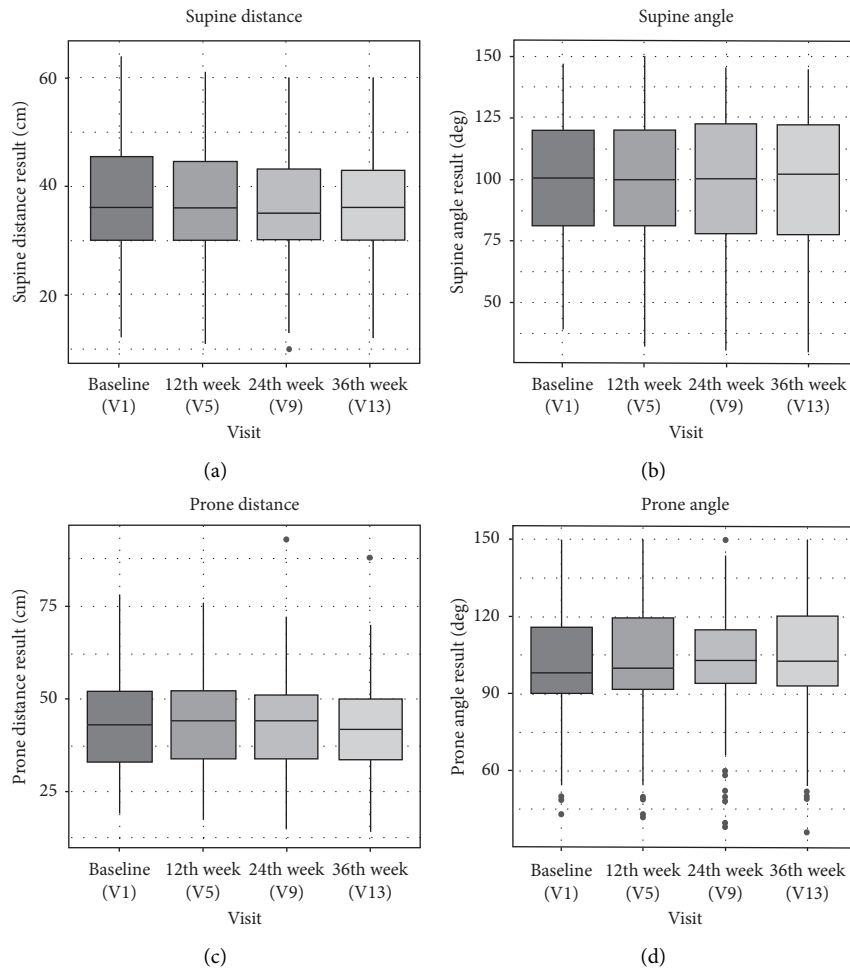 Supine distance
Supine distance result (cm)
60
40
20
Baseline (V1)
12th week (V5)
24th week (V9)
36th week (V13)
Visit
(a)
Supine angle
Supine angle result (deg)
150
125
100
75
50
Baseline (V1)
12th week (V5)
24th week (V9)
36th week (V13)
Visit
(b)
Prone distance
Prone distance result (cm)
75
50
25
Baseline (V1)
12th week (V5)
24th week (V9)
36th week (V13)
Visit
(c)
Prone angle
Prone angle result (deg)
150
120
90
60
Baseline (V1)
12th week (V5)
24th week (V9)
36th week (V13)
Visit
(d)